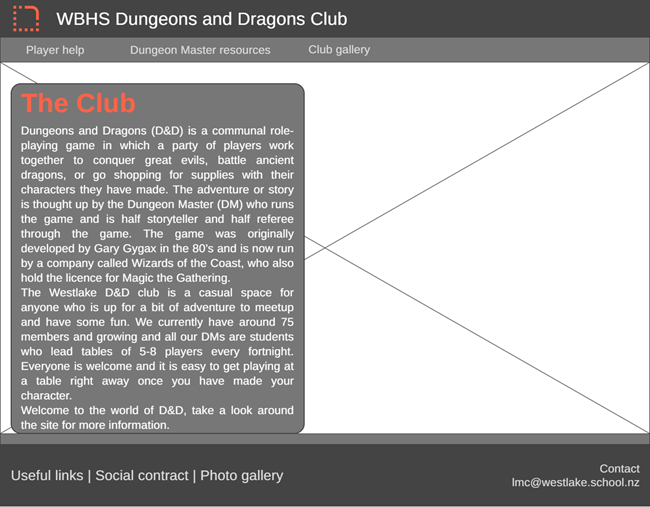 WBHS Dungeons and Dragons Club
Player help
Dungeon Master resources
Club gallery
The Club
Dungeons and Dragons (D&D) is a communal role-
playing game in which a party of players work
together to conquer great evils, battle ancient
dragons, or go shopping for supplies with their
characters they have made. The adventure or story
is thought up by the Dungeon Master (DM) who runs
the game and is half storyteller and half referee
through the game. The game was originally
developed by Gary Gygax in the 80's and is now run
by a company called Wizards of the Coast, who also
hold the licence for Magic the Gathering.
The Westlake D&D club is a casual space for
anyone who is up for a bit of adventure to meetup
and have some fun. We currently have around 75
members and growing and all our DMs are students
who lead tables of 5-8 players every fortnight.
Everyone is welcome and it is easy to get playing at
a table right away once you have made your
character.
Welcome to the world of D&D, take a look around
the site for more information.
Useful links | Social contract | Photo gallery
Contact
lmc@westlake.school.nz